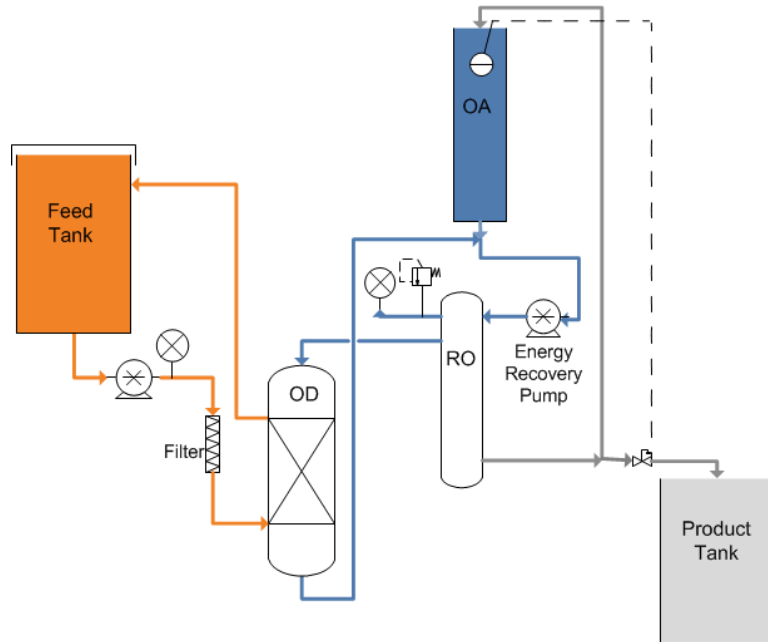 OA
Feed
Tank
Energy
Recovery
Pump
RO
OD
Filter
Product
Tank